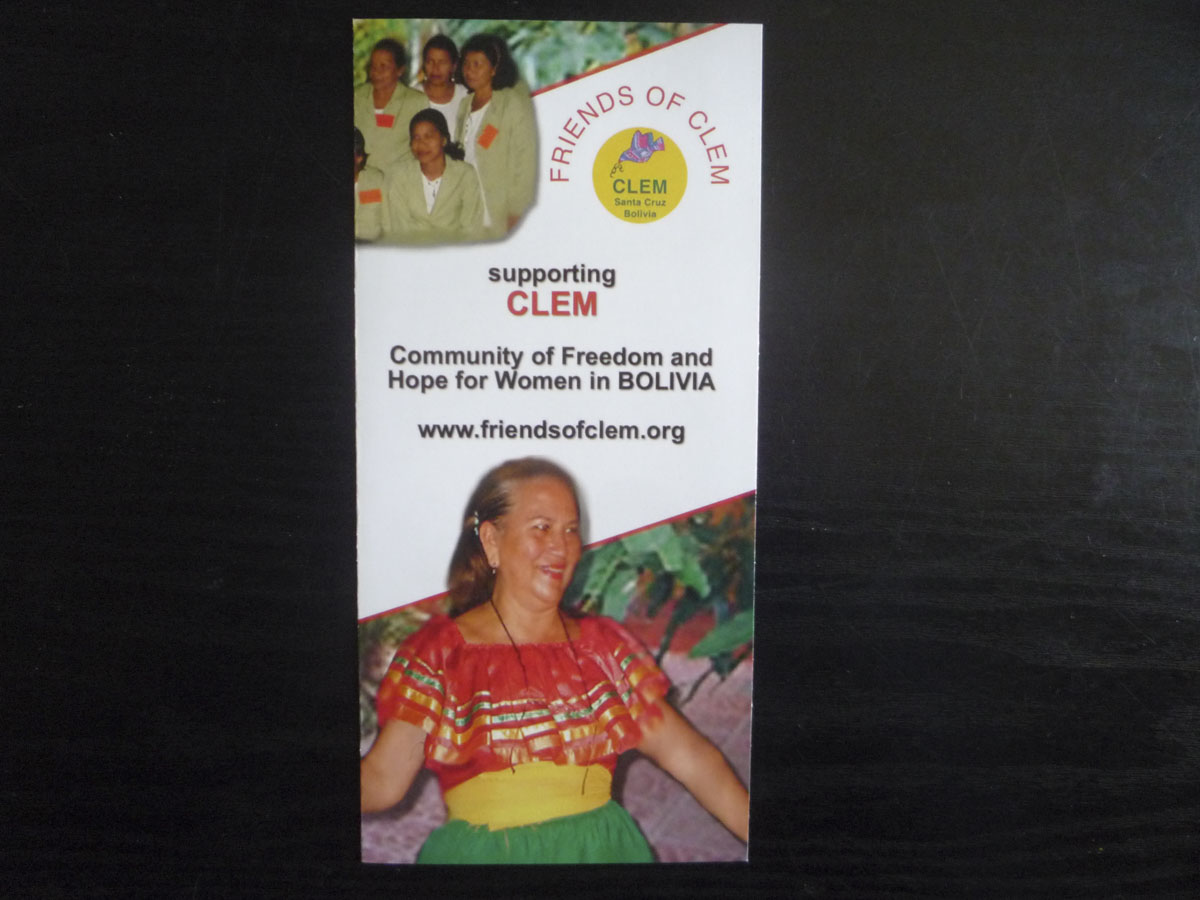 FRIENDS OF CLEM
CLEM
Santa Cruz
Bolivia
supporting
CLEM
Community of Freedom and
Hope for Women in BOLIVIA
www.friendsofclem.org